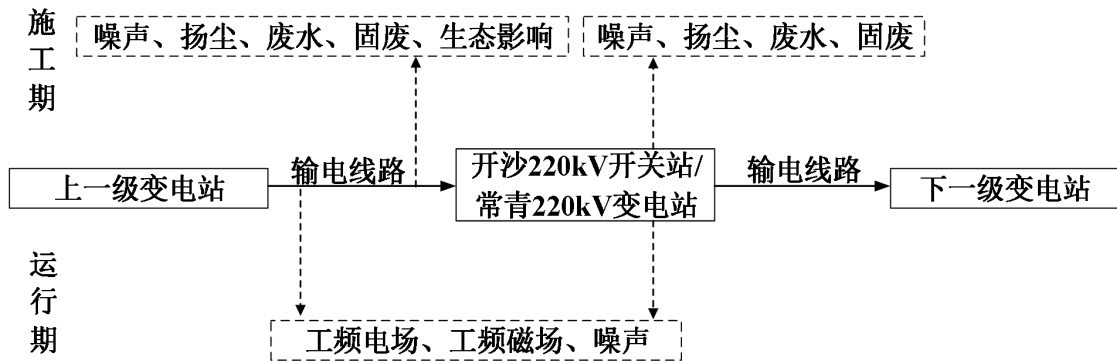 施工期
噪声、扬尘、废水、固废、生态影响
噪声、扬尘、废水、固废
上一级变电站
输电线路
开沙220kV开关站/
常青220kV变电站
输电线路
下一级变电站
运行期
工频电场、工频磁场、噪声